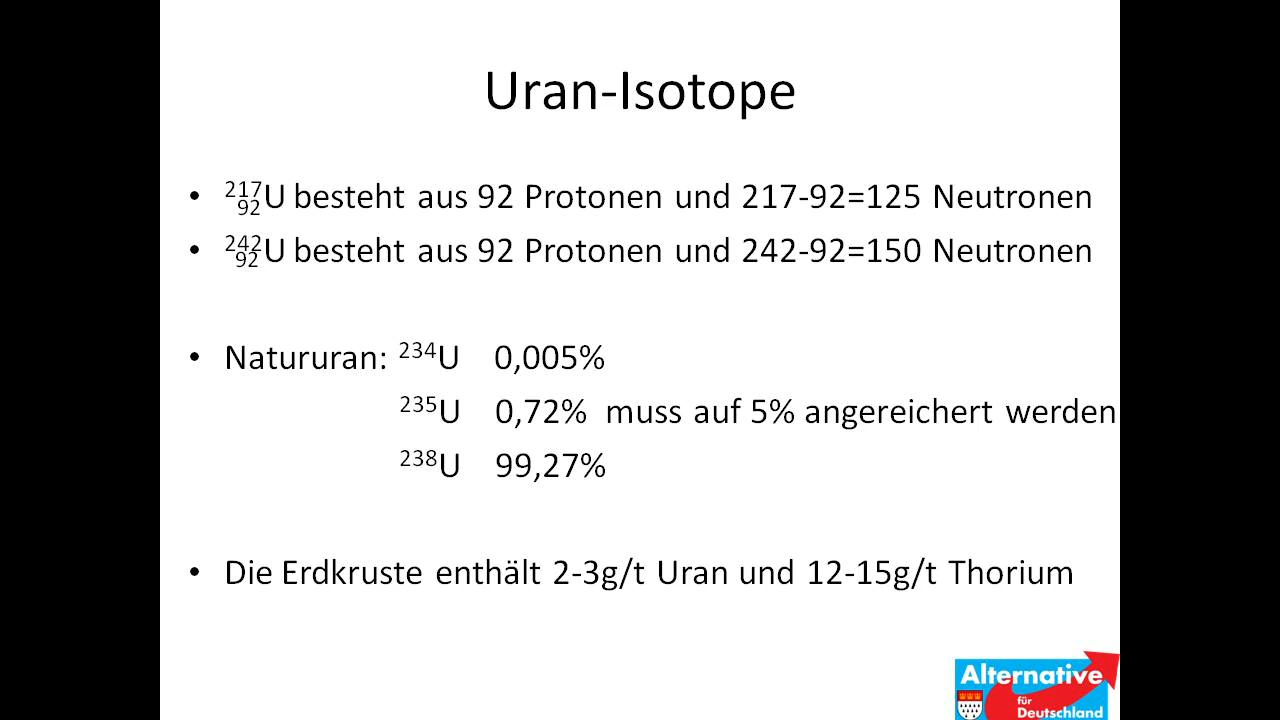 Uran-Isotope
• ²¹⁷₉₂U besteht aus 92 Protonen und 217-92=125 Neutronen
• ²⁴²₉₂U besteht aus 92 Protonen und 242-92=150 Neutronen
• Natururan: ²³⁴U 0,005%
²³⁵U 0,72% muss auf 5% angereichert werden
²³⁸U 99,27%
• Die Erdkruste enthält 2-3g/t Uran und 12-15g/t Thorium
Alternative
für
Deutschland